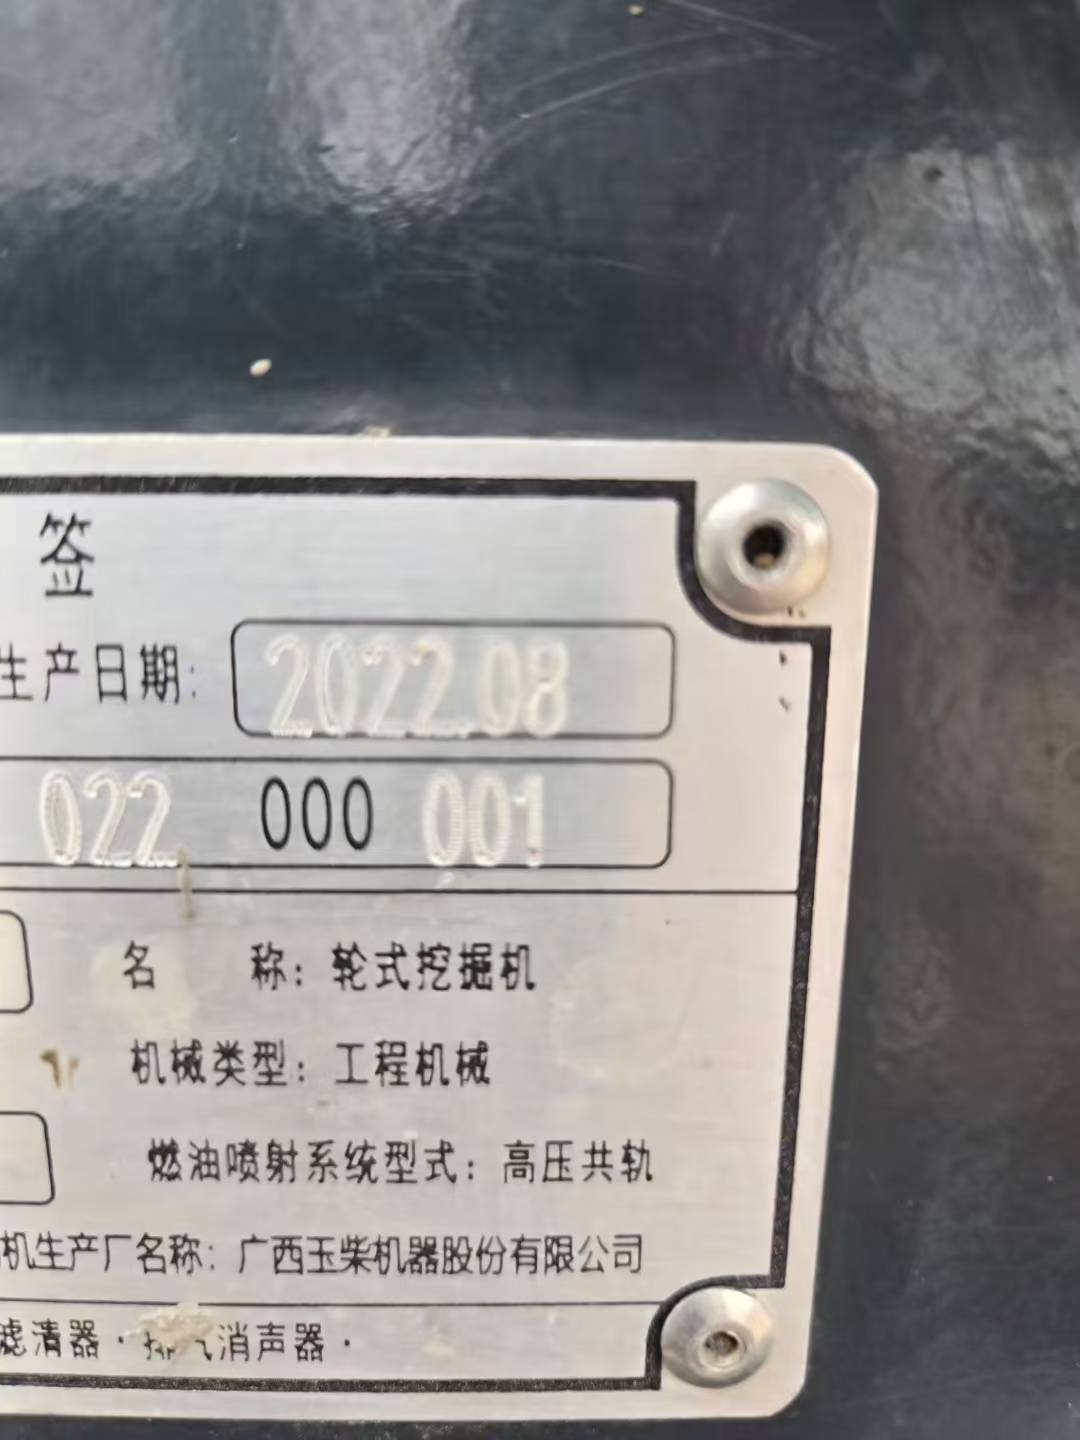 签
生产日期: 2022.08
022 000 001
名 称: 轮式挖掘机
机械类型: 工程机械
燃油喷射系统型式: 高压共轨
机生产厂名称: 广西玉柴机器股份有限公司
滤清器·排气消声器·